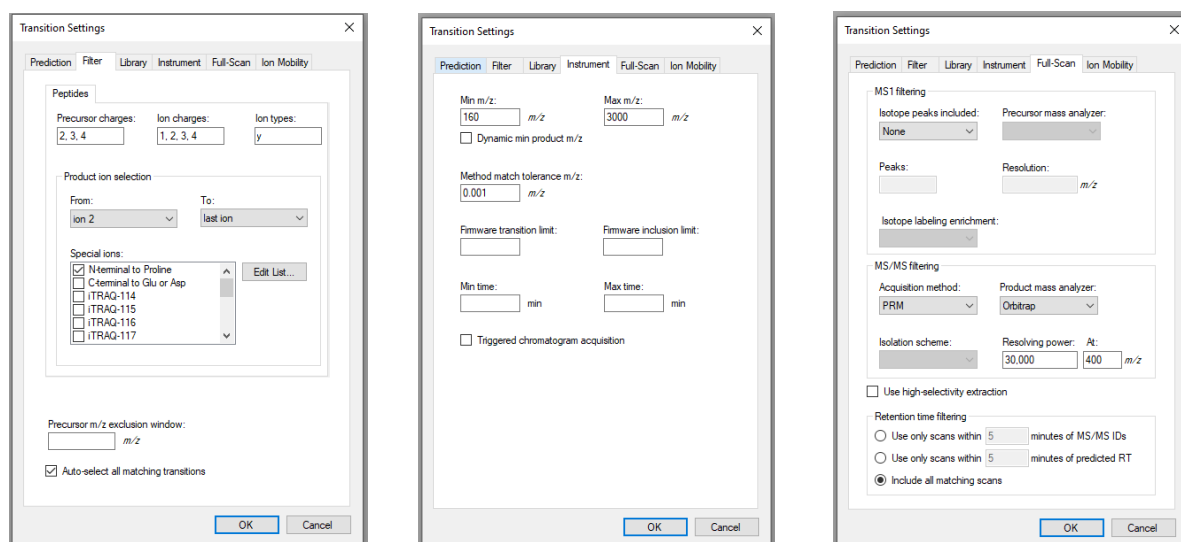 Transition Settings
Prediction Filter Library Instrument Full-Scan Ion Mobility
Peptides
Precursor charges: Ion charges: Ion types:
2, 3, 4 1, 2, 3, 4 y
Product ion selection
From: To:
ion 2 last ion
Special ions:
N-terminal to Proline Edit List...
C-terminal to Glu or Asp
iTRAQ-114
iTRAQ-115
iTRAQ-116
iTRAQ-117
Precursor m/z exclusion window:
m/z
Auto-select all matching transitions
OK Cancel
Transition Settings
Prediction Filter Library Instrument Full-Scan Ion Mobility
Min m/z: Max m/z:
160 m/z 3000 m/z
Dynamic min product m/z
Method match tolerance m/z:
0.001 m/z
Firmware transition limit: Firmware inclusion limit:
Min time: Max time:
min min
Triggered chromatogram acquisition
OK Cancel
Transition Settings
Prediction Filter Library Instrument Full-Scan Ion Mobility
MS1 filtering
Isotope peaks included: Precursor mass analyzer:
None
Peaks: Resolution:
m/z
Isotope labeling enrichment:
MS/MS filtering
Acquisition method: Product mass analyzer:
PRM Orbitrap
Isolation scheme: Resolving power: At:
30,000 400 m/z
Use high-selectivity extraction
Retention time filtering
Use only scans within 5 minutes of MS/MS IDs
Use only scans within 5 minutes of predicted RT
Include all matching scans
OK Cancel